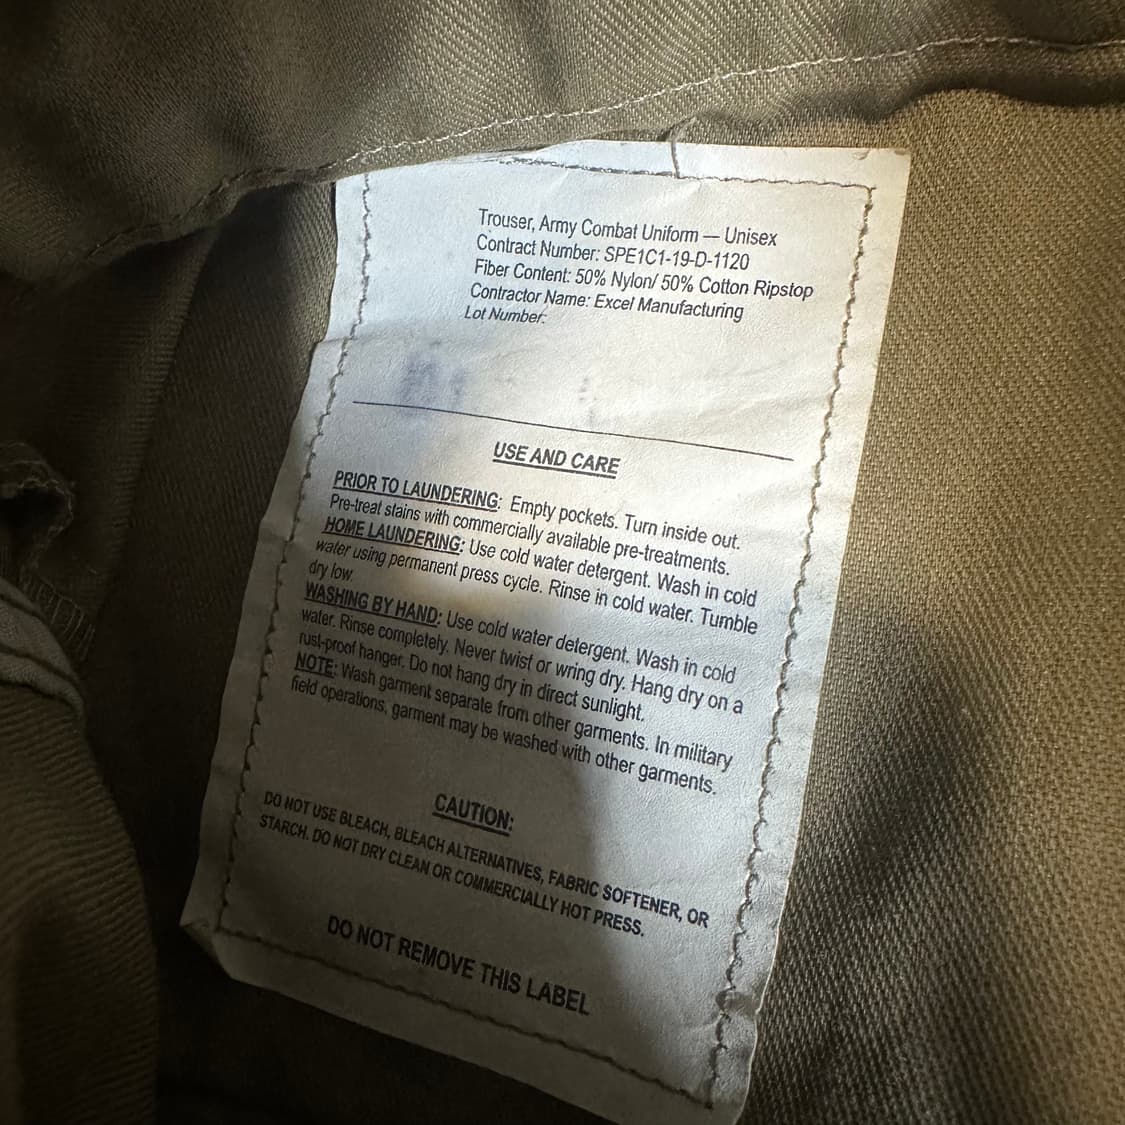 Trouser, Army Combat Uniform — Unisex
Contract Number: SPE1C1-19-D-1120
Fiber Content: 50% Nylon/ 50% Cotton Ripstop
Contractor Name: Excel Manufacturing
Lot Number:
USE AND CARE
PRIOR TO LAUNDERING: Empty pockets. Turn inside out.
Pre-treat stains with commercially available pre-treatments.
HOME LAUNDERING: Use cold water detergent. Wash in cold
water using permanent press cycle. Rinse in cold water. Tumble
dry low.
WASHING BY HAND: Use cold water detergent. Wash in cold
water. Rinse completely. Never twist or wring dry. Hang dry on a
rust-proof hanger. Do not hang dry in direct sunlight.
NOTE: Wash garment separate from other garments. In military
field operations, garment may be washed with other garments.
CAUTION:
DO NOT USE BLEACH, BLEACH ALTERNATIVES, FABRIC SOFTENER, OR
STARCH. DO NOT DRY CLEAN OR COMMERCIALLY HOT PRESS.
DO NOT REMOVE THIS LABEL